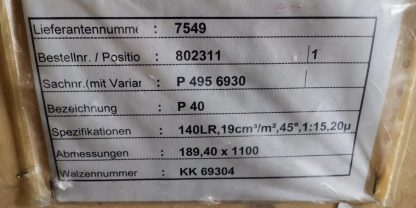 Lieferantennumme : 7549
Bestellnr. / Positio : 802311 1
Sachnr.(mit Variar : P 495 6930
Bezeichnung : P 40
Spezifikationen : 140LR,19cm³/m²,45°,1:15,20µ
Abmessungen : 189,40 x 1100
Walzennummer : KK 69304